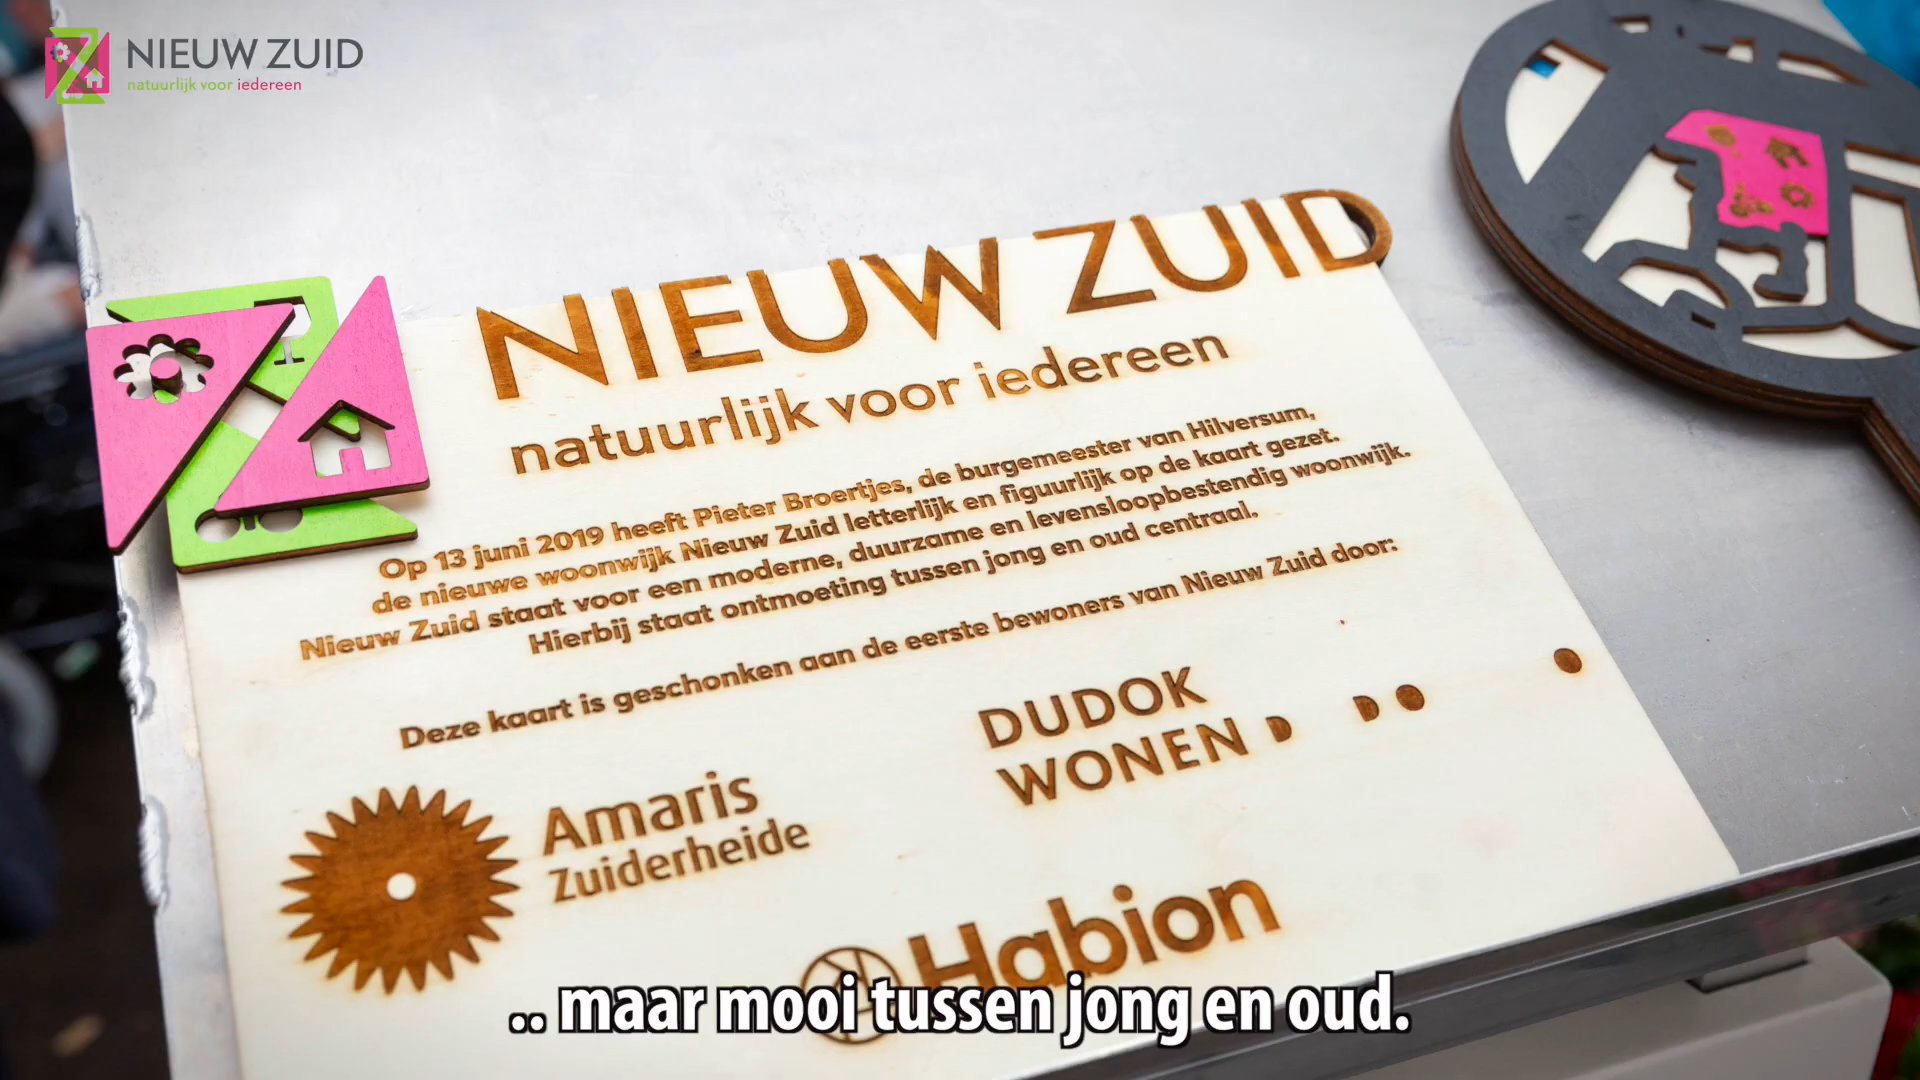 NIEUW ZUID
natuurlijk voor iedereen
NIEUW ZUID
natuurlijk voor iedereen
Op 13 juni 2019 heeft Pieter Broertjes, de burgemeester van Hilversum,
de nieuwe woonwijk Nieuw Zuid letterlijk en figuurlijk op de kaart gezet.
Nieuw Zuid staat voor een moderne, duurzame en levensloopbestendig woonwijk.
Hierbij staat ontmoeting tussen jong en oud centraal.
Deze kaart is geschonken aan de eerste bewoners van Nieuw Zuid door:
DUDOK
WONEN
Amaris
Zuiderheide
Habion
.. maar mooi tussen jong en oud.